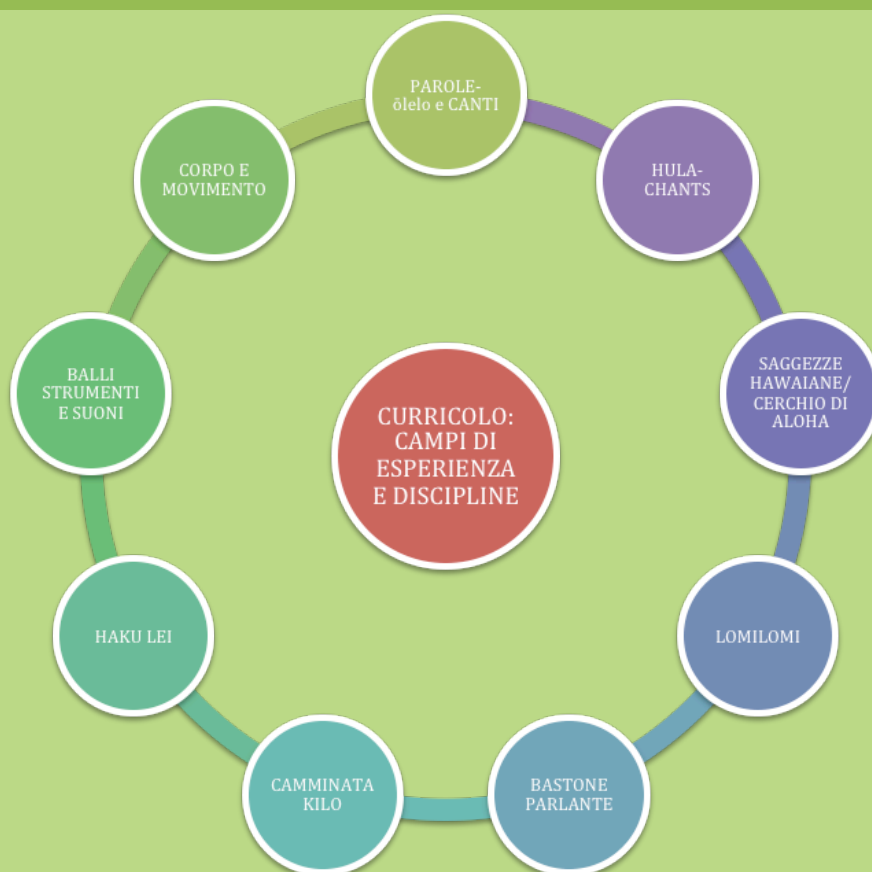 PAROLE-
ōlelo e CANTI
HULA-
CHANTS
SAGGEZZE
HAWAIANE/
CERCHIO DI
ALOHA
LOMILOMI
BASTONE
PARLANTE
CAMMINATA
KILO
HAKU LEI
BALLI
STRUMENTI
E SUONI
CORPO E
MOVIMENTO
CURRICOLO:
CAMPI DI
ESPERIENZA
E DISCIPLINE